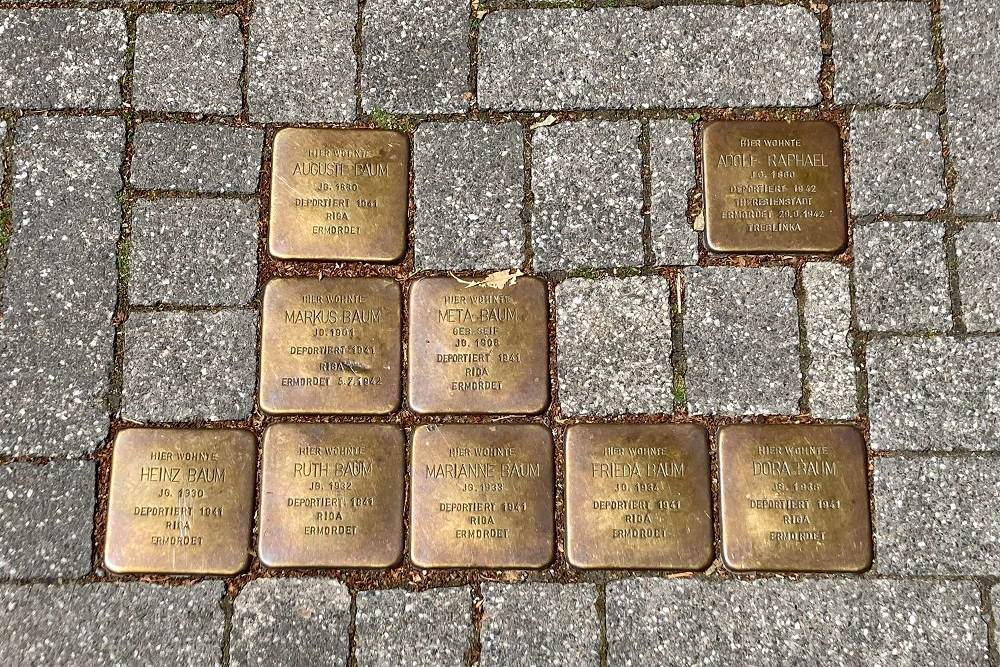 HIER WOHNTE
AUGUSTE BAUM
JG. 1880
DEPORTIERT 1941
RIGA
ERMORDET
HIER WOHNTE
ADOLF RAPHAEL
JG. 1860
DEPORTIERT 1942
THERESIENSTADT
ERMORDET 29.9.1942
TREBLINKA
HIER WOHNTE
MARKUS BAUM
JG. 1901
DEPORTIERT 1941
RIGA
ERMORDET 5.7.1942
HIER WOHNTE
META BAUM
GEB. SEIF
JG. 1908
DEPORTIERT 1941
RIGA
ERMORDET
HIER WOHNTE
HEINZ BAUM
JG. 1930
DEPORTIERT 1941
RIGA
ERMORDET
HIER WOHNTE
RUTH BAUM
JG. 1932
DEPORTIERT 1941
RIGA
ERMORDET
HIER WOHNTE
MARIANNE BAUM
JG. 1933
DEPORTIERT 1941
RIGA
ERMORDET
HIER WOHNTE
FRIEDA BAUM
JG. 1934
DEPORTIERT 1941
RIGA
ERMORDET
HIER WOHNTE
DORA BAUM
JG. 1936
DEPORTIERT 1941
RIGA
ERMORDET